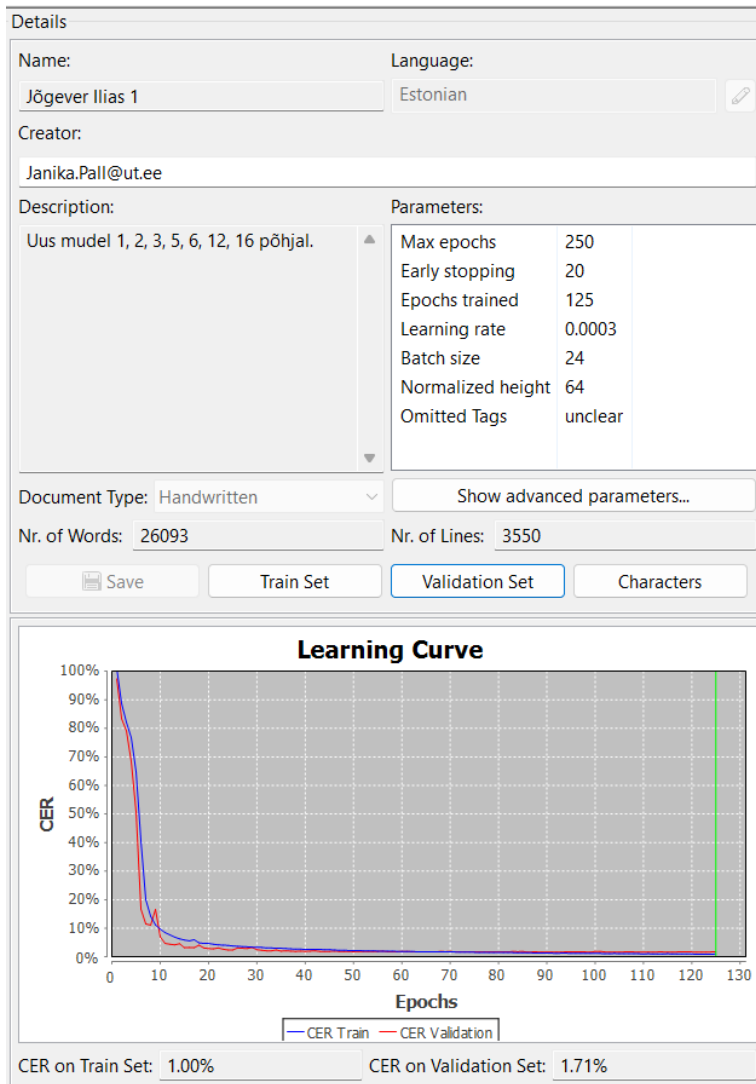 Details
Name:
Language:
Jõgever Ilias 1
Estonian
Creator:
Janika.Pall@ut.ee
Description:
Parameters:
Uus mudel 1, 2, 3, 5, 6, 12, 16 põhjal.
Max epochs 250
Early stopping 20
Epochs trained 125
Learning rate 0.0003
Batch size 24
Normalized height 64
Omitted Tags unclear
Document Type: Handwritten
Show advanced parameters...
Nr. of Words: 26093
Nr. of Lines: 3550
Save
Train Set
Validation Set
Characters
Learning Curve
100%
90%
80%
70%
60%
50%
40%
30%
20%
10%
0%
CER
0 10 20 30 40 50 60 70 80 90 100 110 120 130
Epochs
CER Train CER Validation
CER on Train Set: 1.00%
CER on Validation Set: 1.71%